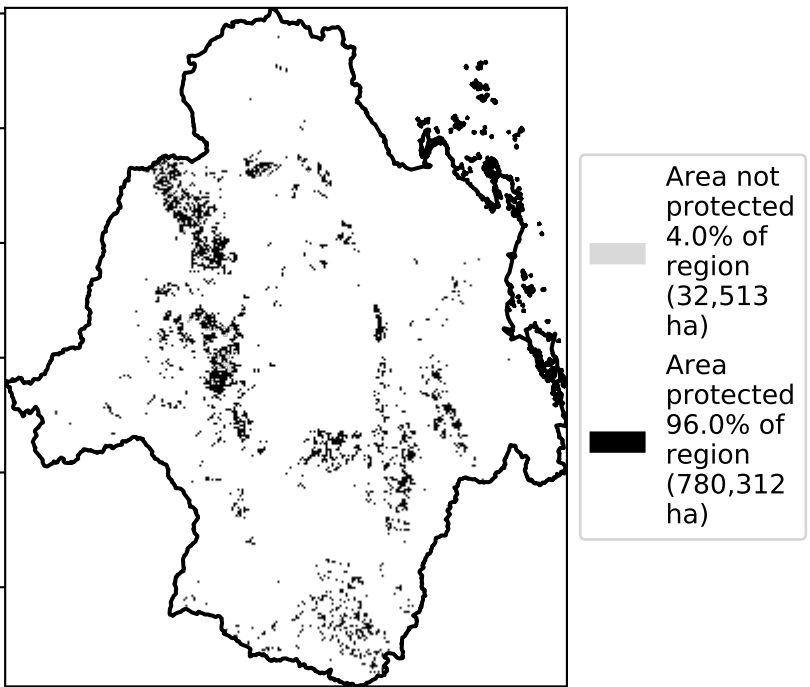 Area not
protected
4.0% of
region
(32,513
ha)
Area
protected
96.0% of
region
(780,312
ha)